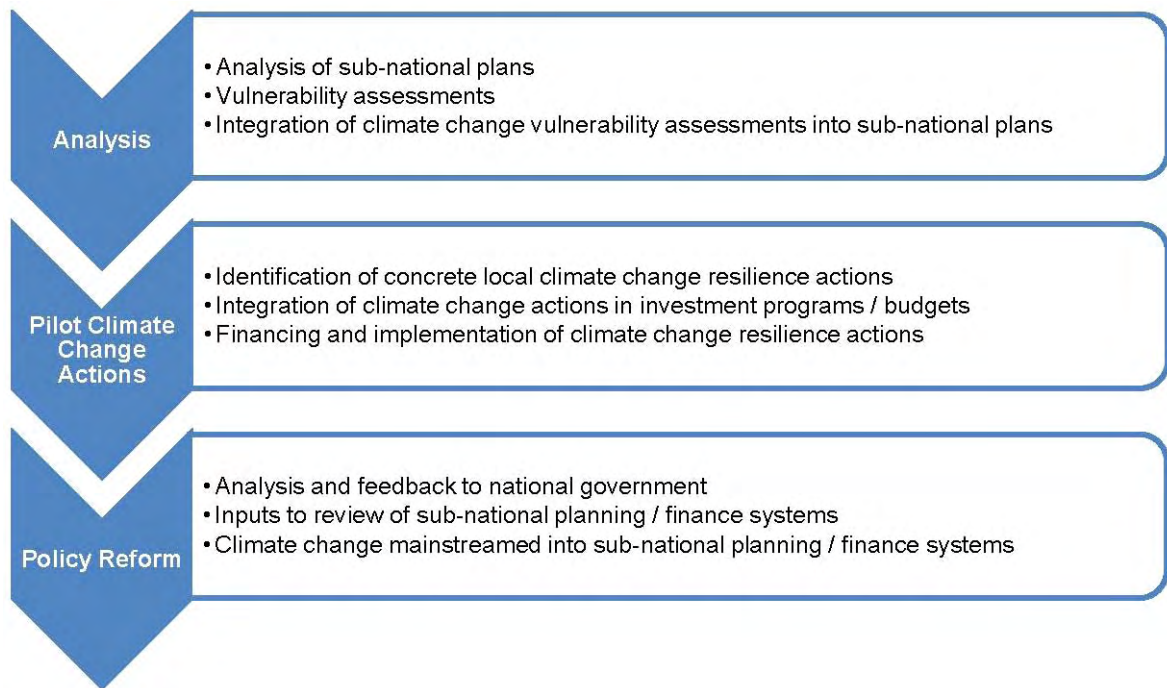 Analysis
• Analysis of sub-national plans
• Vulnerability assessments
• Integration of climate change vulnerability assessments into sub-national plans
Pilot Climate
Change
Actions
• Identification of concrete local climate change resilience actions
• Integration of climate change actions in investment programs / budgets
• Financing and implementation of climate change resilience actions
Policy Reform
• Analysis and feedback to national government
• Inputs to review of sub-national planning / finance systems
• Climate change mainstreamed into sub-national planning / finance systems